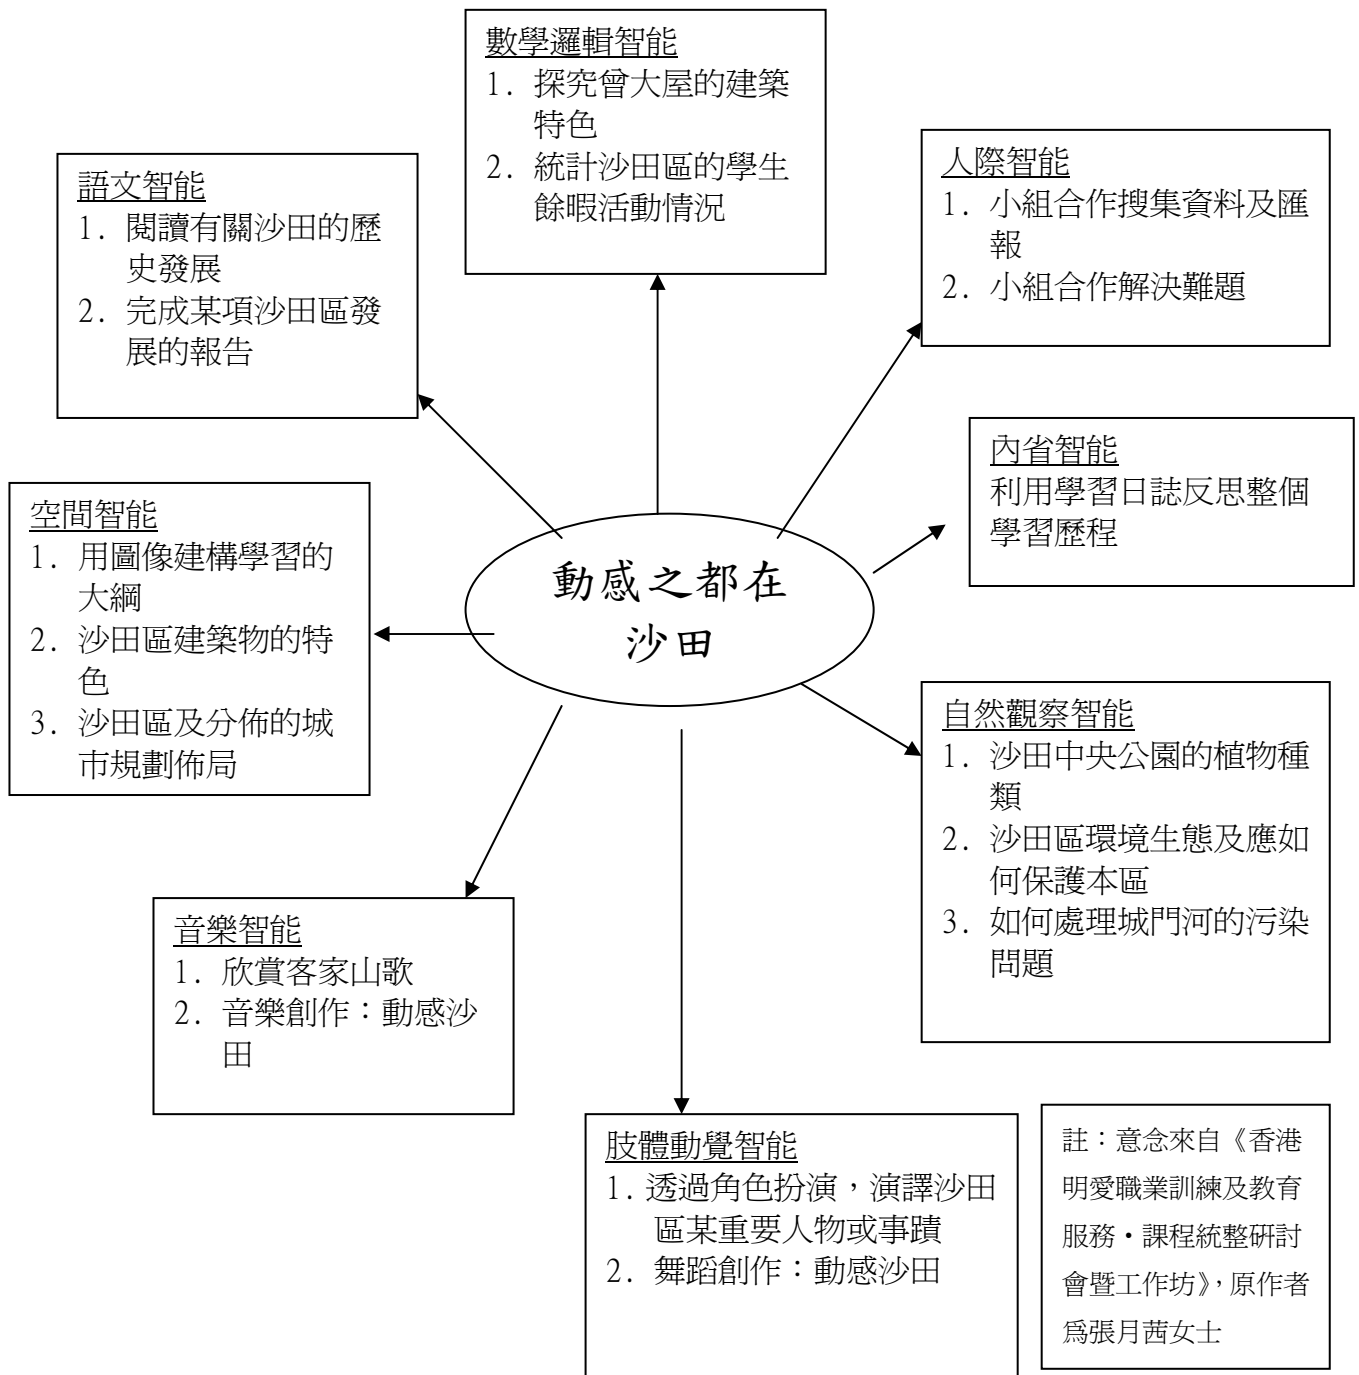 數學邏輯智能
1. 探究曾大屋的建築
特色
2. 統計沙田區的學生
餘暇活動情況
人際智能
1. 小組合作搜集資料及匯
報
2. 小組合作解決難題
語文智能
1. 閱讀有關沙田的歷
史發展
2. 完成某項沙田區發
展的報告
內省智能
利用學習日誌反思整個
學習歷程
空間智能
1. 用圖像建構學習的
大綱
2. 沙田區建築物的特
色
3. 沙田區及分佈的城
市規劃佈局
動感之都在
沙田
自然觀察智能
1. 沙田中央公園的植物種
類
2. 沙田區環境生態及應如
何保護本區
3. 如何處理城門河的污染
問題
音樂智能
1. 欣賞客家山歌
2. 音樂創作：動感沙
田
肢體動覺智能
1. 透過角色扮演，演譯沙田
區某重要人物或事蹟
2. 舞蹈創作：動感沙田
註：意念來自《香港
明愛職業訓練及教育
服務‧課程統整研討
會暨工作坊》，原作者
為張月茜女士